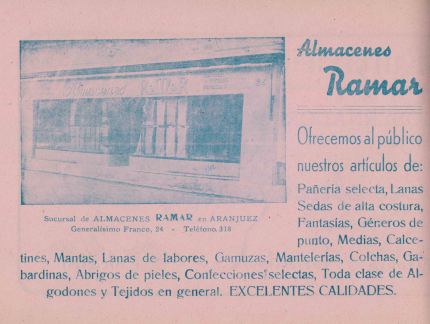 Almacenes
Ramar
Ofrecemos al público
nuestros artículos de:
Pañería selecta, Lanas
Sedas de alta costura,
Fantasías, Géneros de
punto, Medias, Calce-
tines, Mantas, Lanas de labores, Gamuzas, Mantelerías, Colchas, Ga-
bardinas, Abrigos de pieles, Confecciones selectas, Toda clase de Al-
godones y Tejidos en general. EXCELENTES CALIDADES.
Almacenes Ramar
Sucursal de ALMACENES RAMAR en ARANJUEZ
Generalísimo Franco, 24 - Teléfono 318